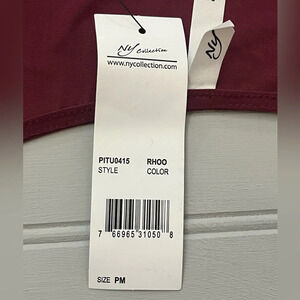 NY Collection
www.nycollection.com
NY
PITU0415 RHOO
STYLE COLOR
7 66965 31050 8
SIZE PM